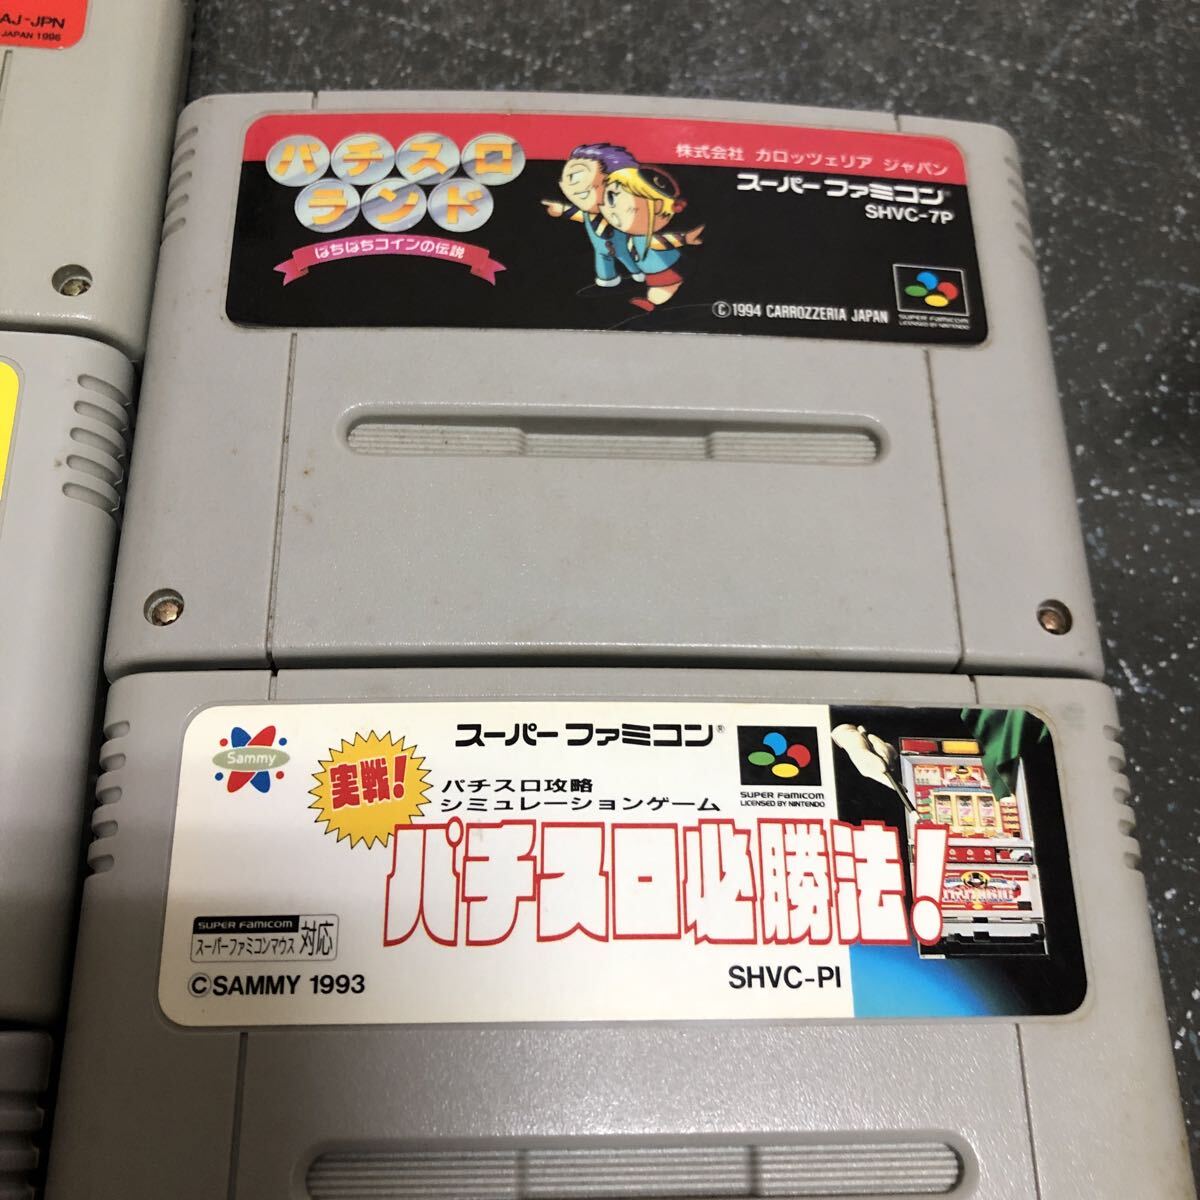 AJ-JPN
JAPAN 1996
パチスロ
ランド
ぱちぱちコインの伝説
株式会社 カロッツェリア ジャパン
スーパーファミコン
SHVC-7P
SUPER FAMICOM
LICENSED BY NINTENDO
©1994 CARROZZERIA JAPAN
Sammy
スーパーファミコン®
実戦!
パチスロ攻略
シミュレーションゲーム
SUPER FAMICOM
LICENSED BY NINTENDO
パチスロ必勝法!
SUPER FAMICOM
スーパーファミコンマウス 対応
©SAMMY 1993
SHVC-PI